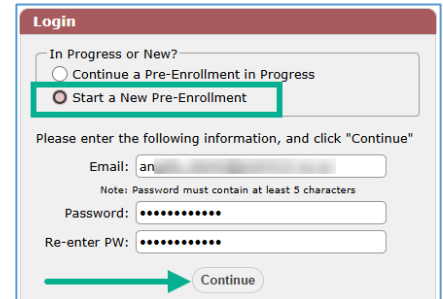 Login
In Progress or New?
Continue a Pre-Enrollment in Progress
Start a New Pre-Enrollment
Please enter the following information, and click "Continue"
Email: an
Note: Password must contain at least 5 characters
Password: ••••••••••••
Re-enter PW: ••••••••••••
Continue